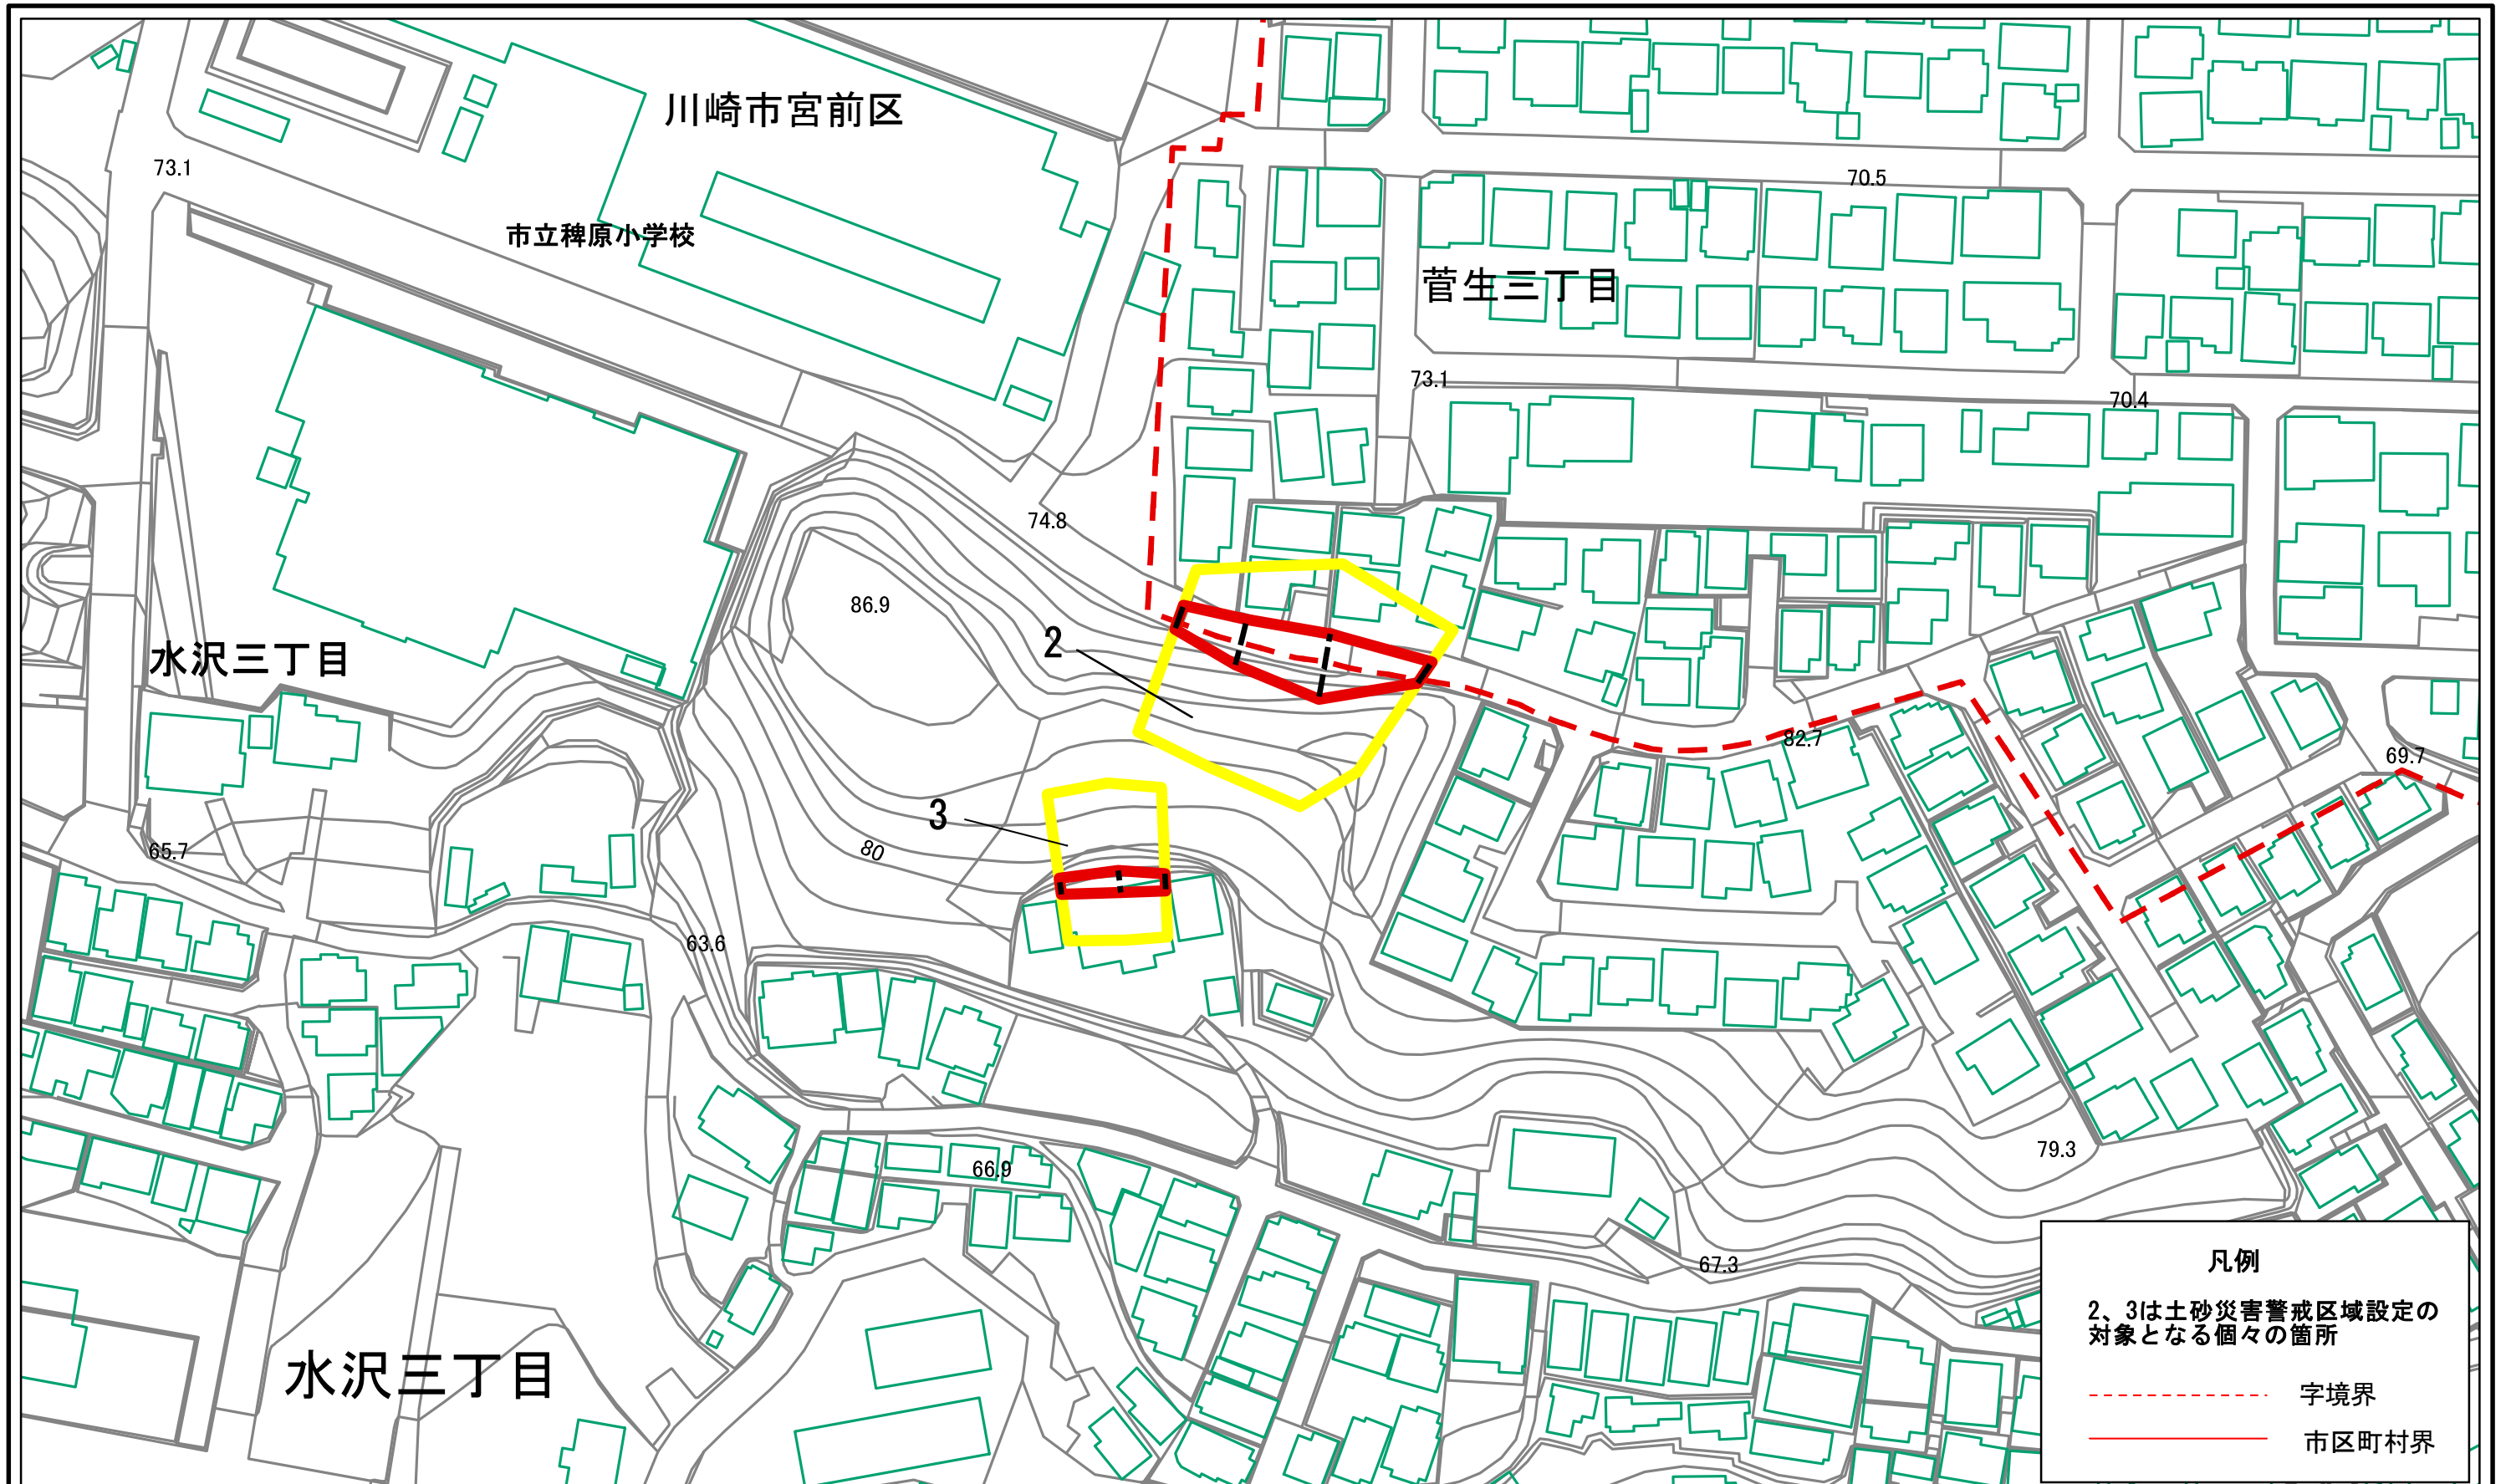 川崎市宮前区
73.1
70.5
市立稗原小学校
菅生三丁目
73.1
70.4
74.8
86.9
2
水沢三丁目
82.7
69.7
3
80
65.7
63.6
79.3
66.9
67.3
水沢三丁目
凡例
2、3は土砂災害警戒区域設定の
対象となる個々の箇所
字境界
市区町村界